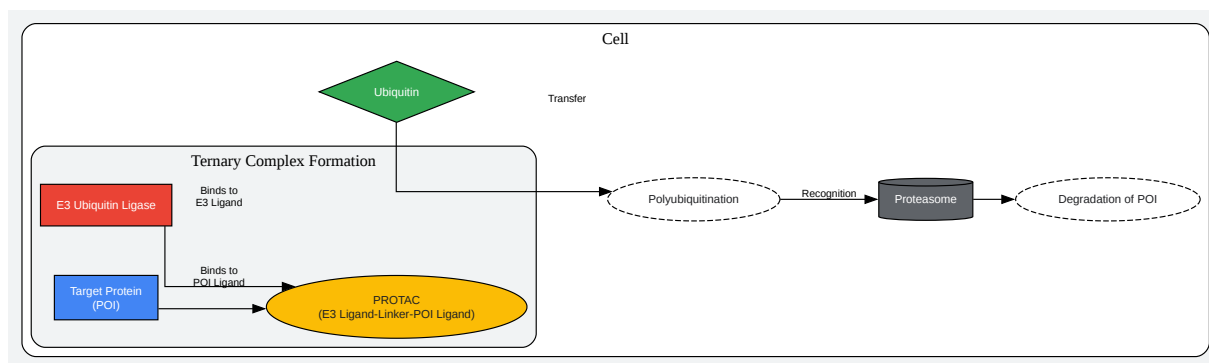 Cell
Ubiquitin
Transfer
Ternary Complex Formation
E3 Ubiquitin Ligase
Binds to
E3 Ligand
Polyubiquitination
Recognition
Proteasome
Degradation of POI
Binds to
POI Ligand
Target Protein
(POI)
PROTAC
(E3 Ligand-Linker-POI Ligand)